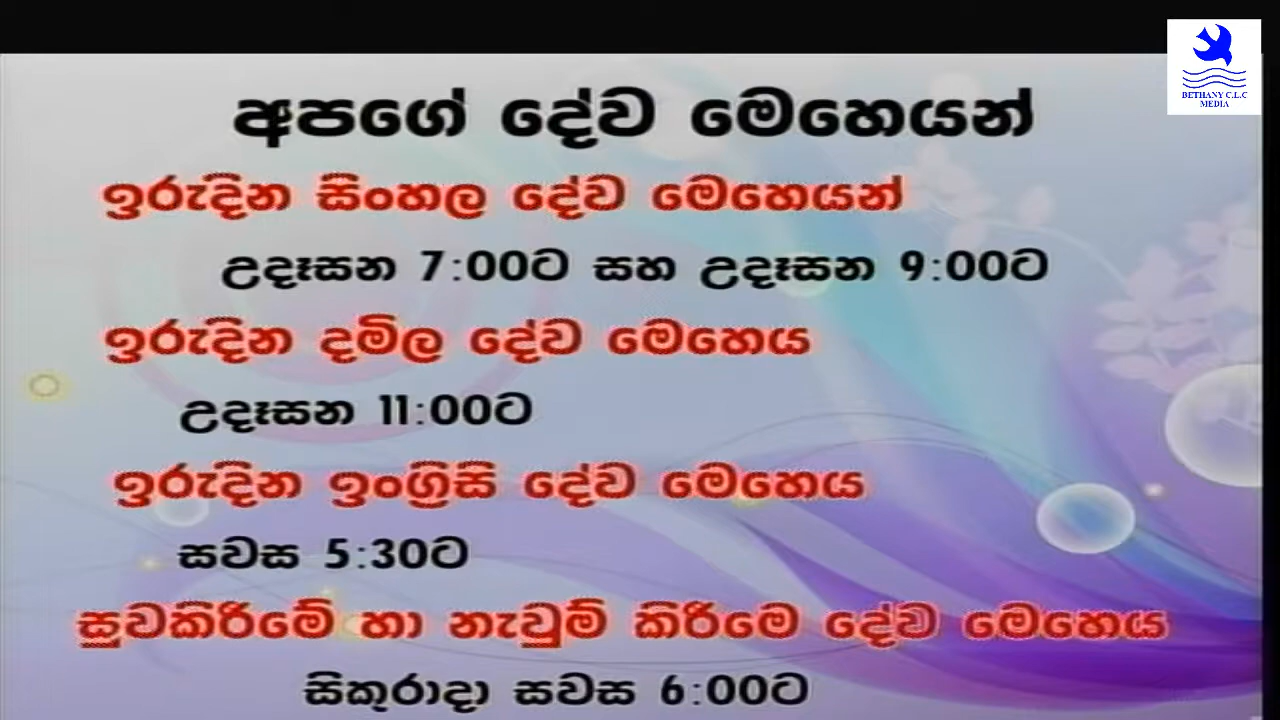 BETHANY C.L.C
MEDIA
අපගේ දේව මෙහෙයන්
ඉරුදින සිංහල දේව මෙහෙයන්
උදෑසන 7:00ට සහ උදෑසන 9:00ට
ඉරුදින දමිල දේව මෙහෙය
උදෑසන 11:00ට
ඉරුදින ඉංග්‍රිසි දේව මෙහෙය
සවස 5:30ට
සුවකිරීමේ හා නැවුම් කිරීමෙ දේව මෙහෙය
සිකුරාදා සවස 6:00ට